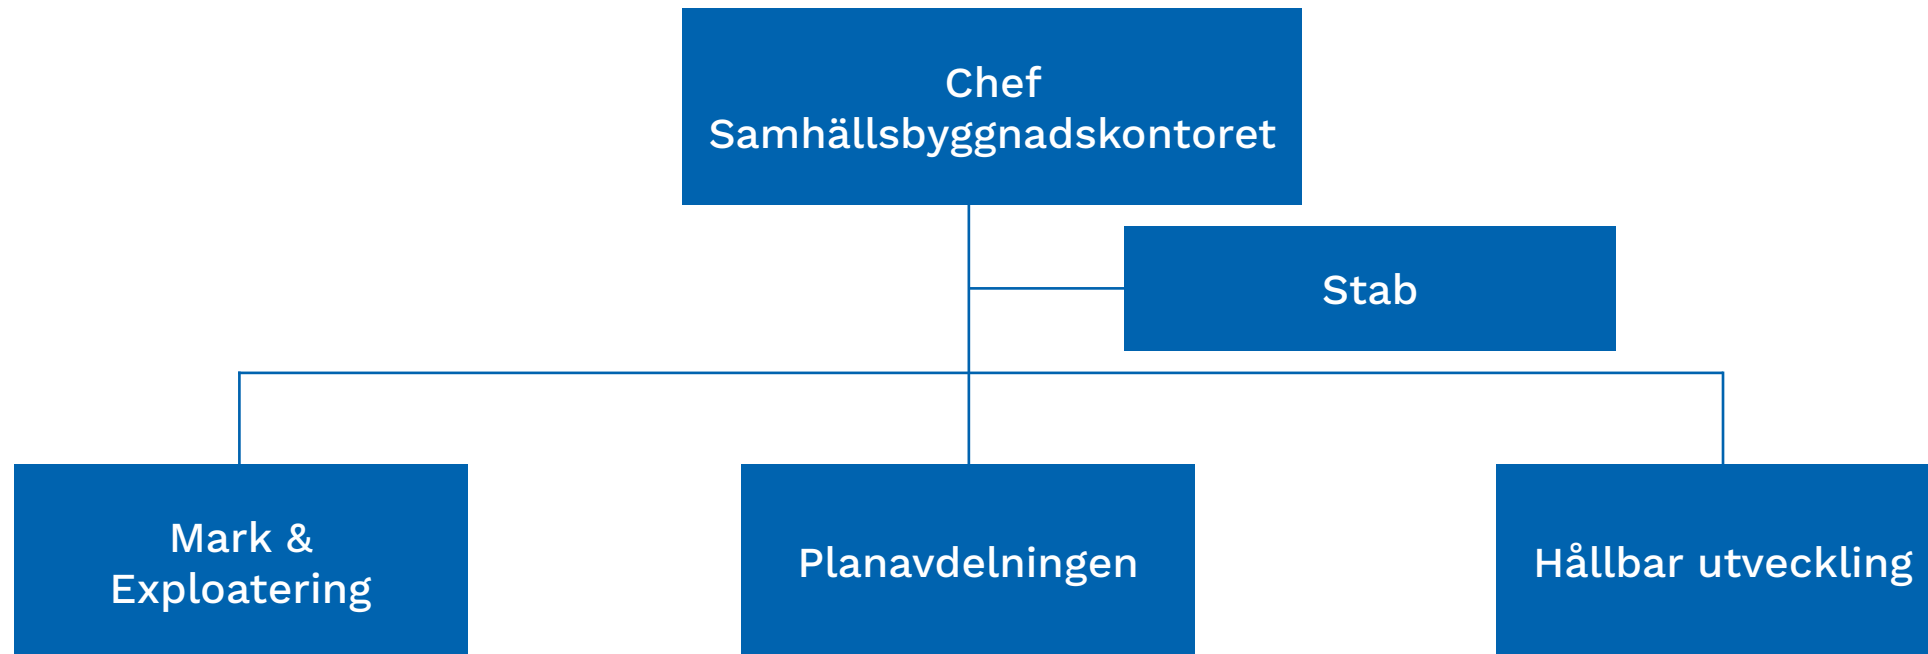 Chef
Samhällsbyggnadskontoret
Stab
Mark &
Exploatering
Planavdelningen
Hållbar utveckling